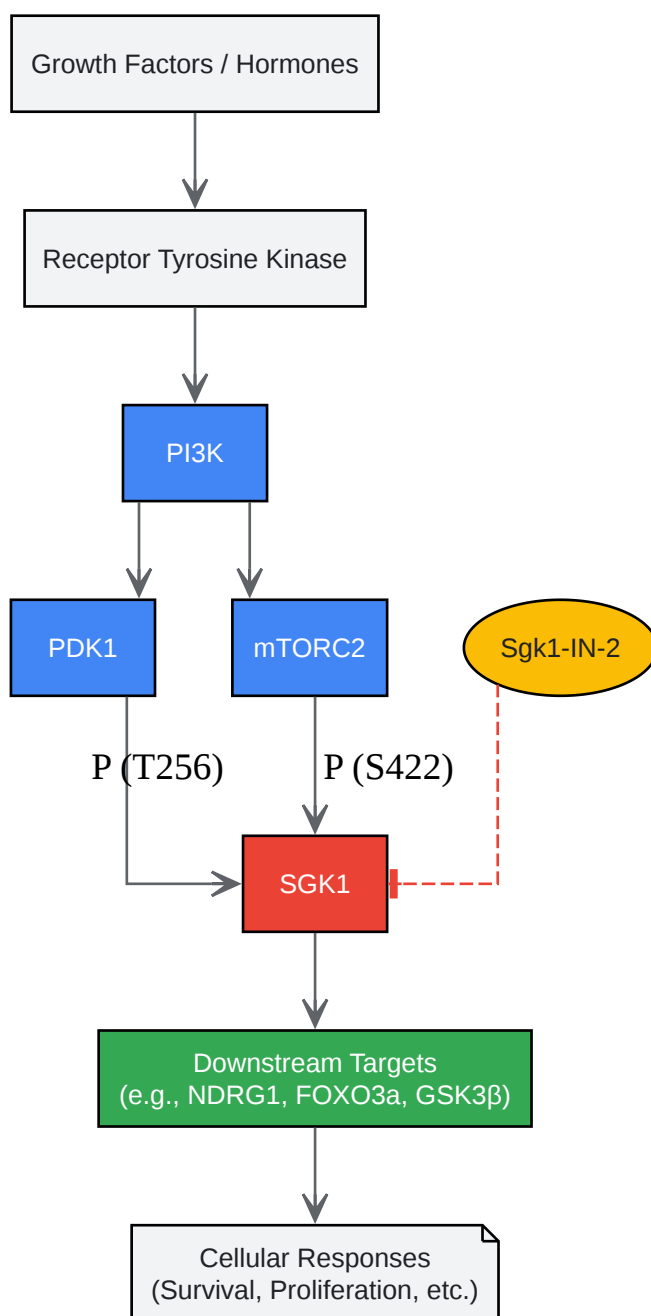 Growth Factors / Hormones
Receptor Tyrosine Kinase
PI3K
PDK1
mTORC2
Sgk1-IN-2
P (T256)
P (S422)
SGK1
Downstream Targets
(e.g., NDRG1, FOXO3a, GSK3β)
Cellular Responses
(Survival, Proliferation, etc.)